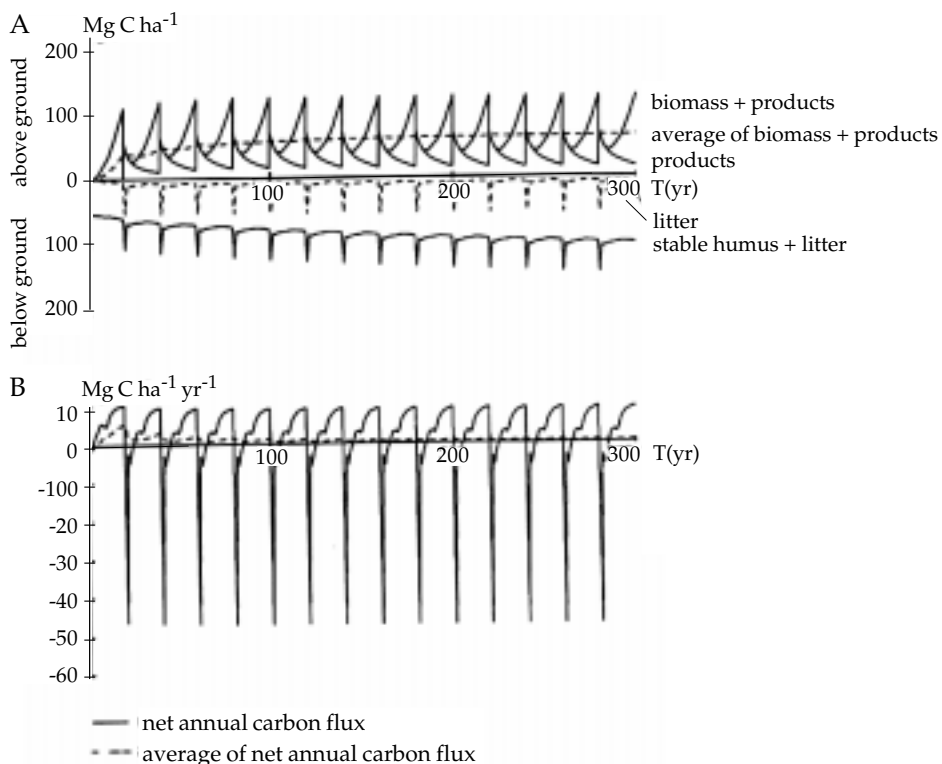 A
Mg C ha-1
200
100
0
100
200
above ground
below ground
100
200
300
T(yr)
biomass + products
average of biomass + products
products
litter
stable humus + litter
B
Mg C ha-1 yr-1
10
0
-100
-20
-30
-40
-50
-60
100
200
300
T(yr)
net annual carbon flux
average of net annual carbon flux